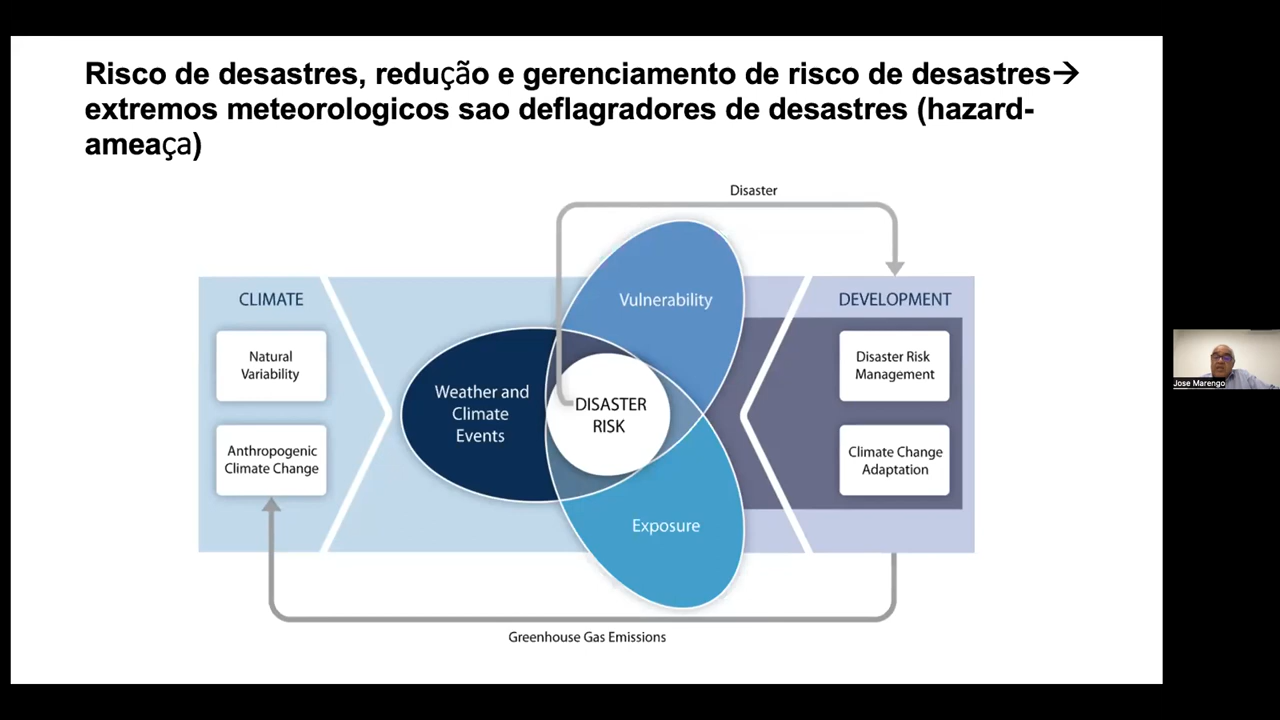 Risco de desastres, redução e gerenciamento de risco de desastres→
extremos meteorologicos sao deflagradores de desastres (hazard-
ameaça)
Disaster
CLIMATE
Natural
Variability
Anthropogenic
Climate Change
Weather and
Climate
Events
Vulnerability
DISASTER
RISK
Exposure
DEVELOPMENT
Disaster Risk
Management
Climate Change
Adaptation
Greenhouse Gas Emissions
Jose Marengo